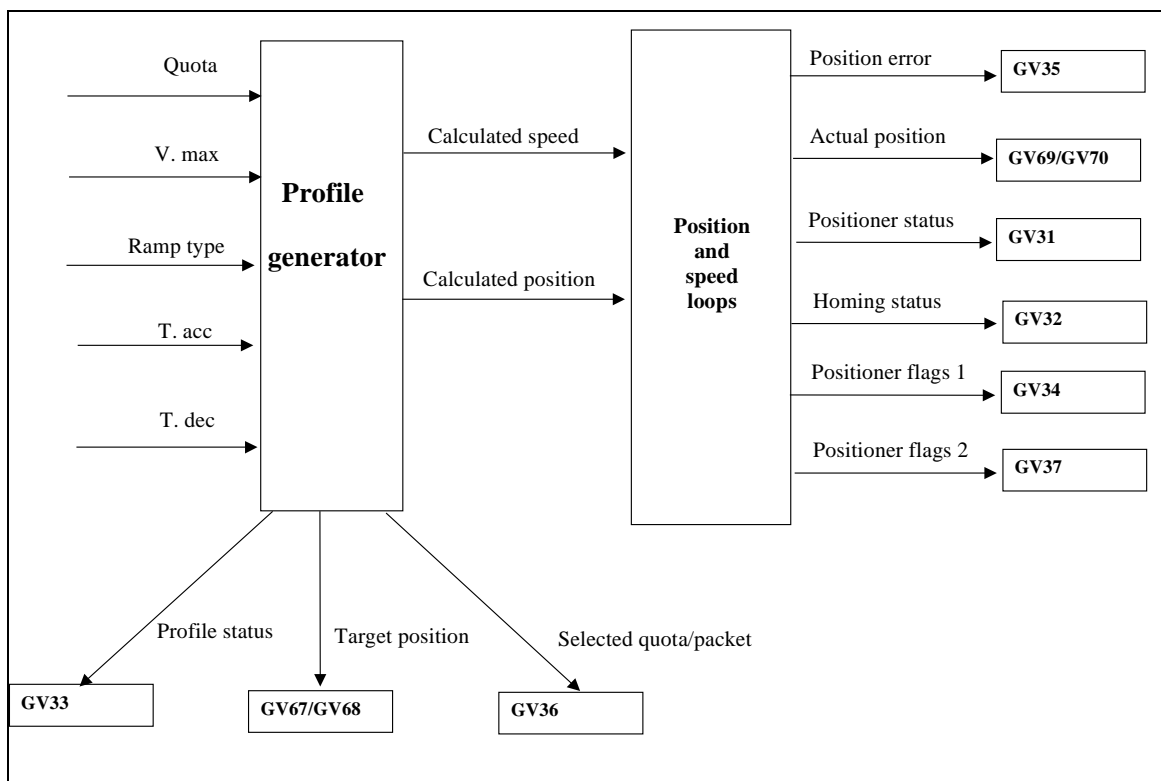 Quota
V. max
Ramp type
T. acc
T. dec
Profile
generator
Calculated speed
Calculated position
Position
and
speed
loops
Position error
GV35
Actual position
GV69/GV70
Positioner status
GV31
Homing status
GV32
Positioner flags 1
GV34
Positioner flags 2
GV37
Profile status
Target position
Selected quota/packet
GV33
GV67/GV68
GV36